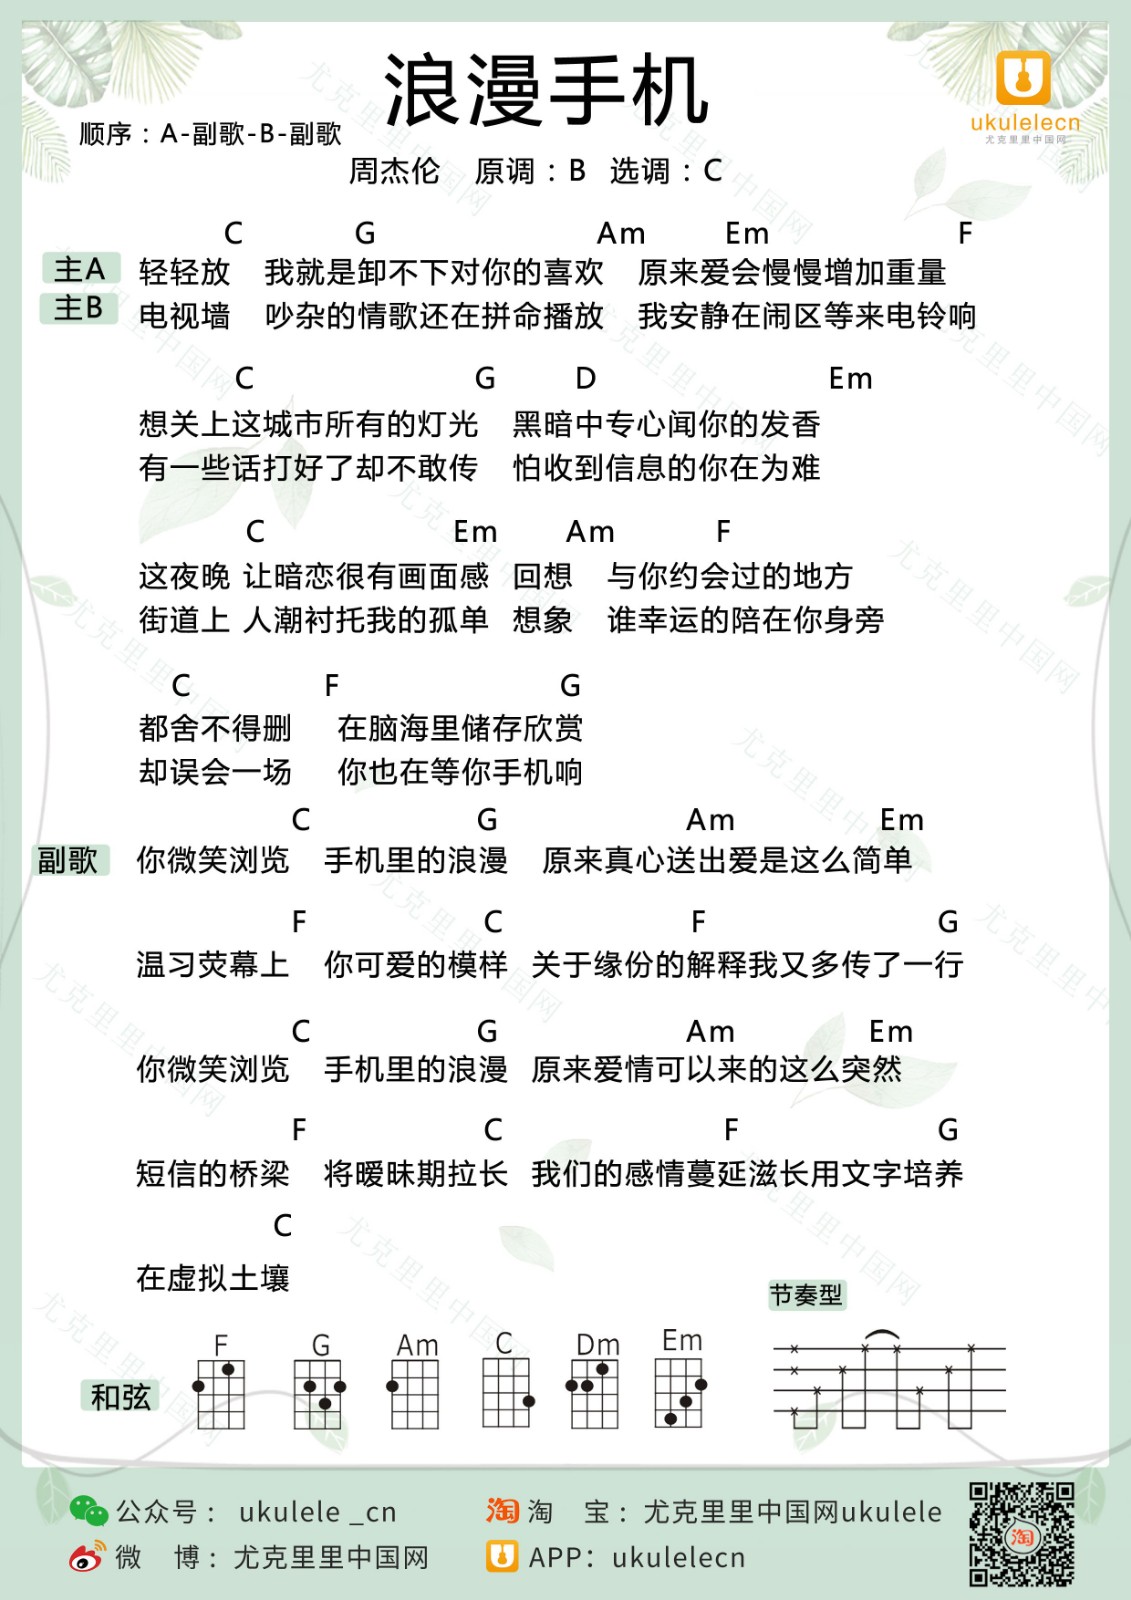 浪漫手机
ukulelecn
尤克里里中国网
顺序：A-副歌-B-副歌
周杰伦 原调：B 选调：C
C G Am Em F
主A 轻轻放 我就是卸不下对你的喜欢 原来爱会慢慢增加重量
主B 电视墙 吵杂的情歌还在拼命播放 我安静在闹区等来电铃响
C G D Em
想关上这城市所有的灯光 黑暗中专心闻你的发香
有一些话打好了却不敢传 怕收到信息的你在为难
C Em Am F
这夜晚 让暗恋很有画面感 回想 与你约会过的地方
街道上 人潮衬托我的孤单 想象 谁幸运的陪在你身旁
C F G
都舍不得删 在脑海里储存欣赏
却误会一场 你也在等你手机响
C G Am Em
副歌 你微笑浏览 手机里的浪漫 原来真心送出爱是这么简单
F C F G
温习荧幕上 你可爱的模样 关于缘份的解释我又多传了一行
C G Am Em
你微笑浏览 手机里的浪漫 原来爱情可以来的这么突然
F C F G
短信的桥梁 将暧昧期拉长 我们的感情蔓延滋长用文字培养
C
在虚拟土壤
节奏型
F G Am C Dm Em
和弦
公众号： ukulele _cn
淘 淘 宝：尤克里里中国网ukulele
微 博：尤克里里中国网
APP：ukulelecn
淘